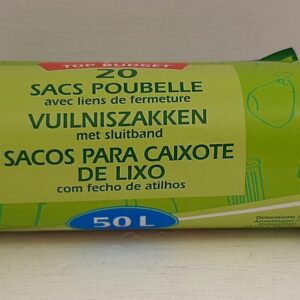 TOP BUDGET
20
SACS POUBELLE
avec liens de fermeture
VUILNISZAKKEN
met sluitband
SACOS PARA CAIXOTE
DE LIXO
com fecho de atilhos
50 L
Dimensions